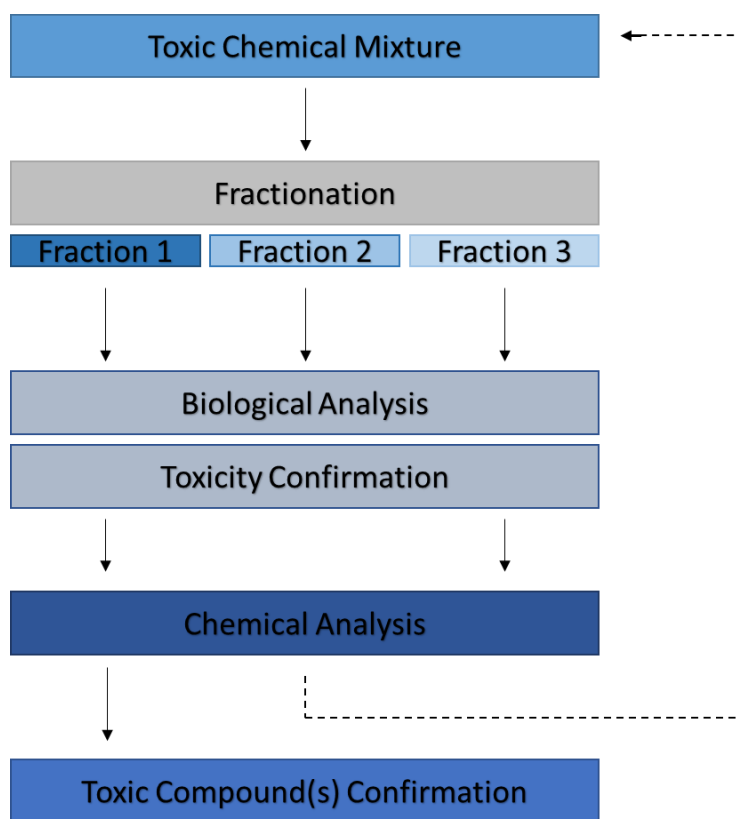 Toxic Chemical Mixture
Fractionation
Fraction 1 Fraction 2 Fraction 3
Biological Analysis
Toxicity Confirmation
Chemical Analysis
Toxic Compound(s) Confirmation